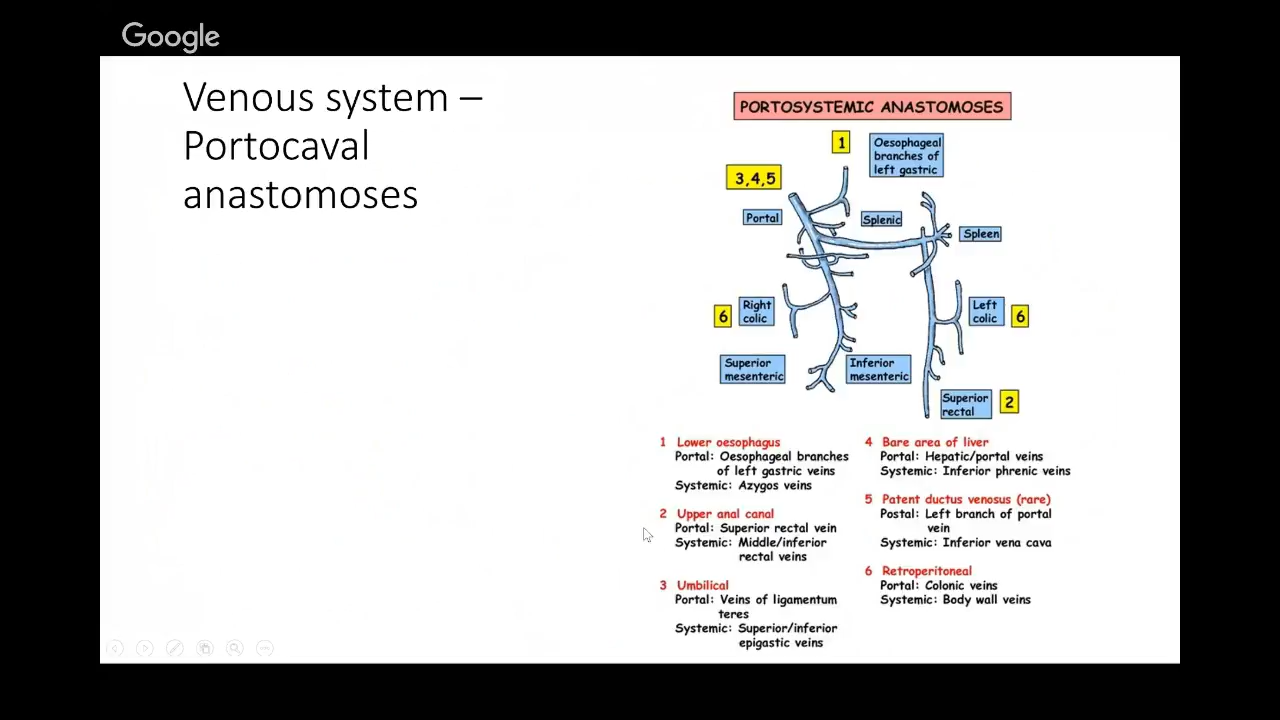 Google
Venous system –
Portocaval
anastomoses
PORTOSYSTEMIC ANASTOMOSES
1
Oesophageal
branches of
left gastric
3,4,5
Portal
Splenic
Spleen
6
Right
colic
Left
colic
6
Superior
mesenteric
Inferior
mesenteric
Superior
rectal
2
1 Lower oesophagus
Portal: Oesophageal branches
of left gastric veins
Systemic: Azygos veins
2 Upper anal canal
Portal: Superior rectal vein
Systemic: Middle/inferior
rectal veins
3 Umbilical
Portal: Veins of ligamentum
teres
Systemic: Superior/inferior
epigastic veins
4 Bare area of liver
Portal: Hepatic/portal veins
Systemic: Inferior phrenic veins
5 Patent ductus venosus (rare)
Postal: Left branch of portal
vein
Systemic: Inferior vena cava
6 Retroperitoneal
Portal: Colonic veins
Systemic: Body wall veins